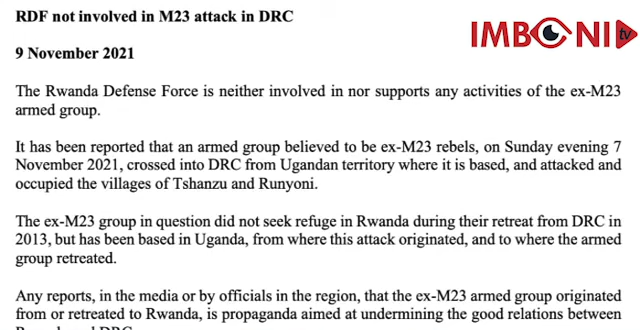 RDF not involved in M23 attack in DRC
IMBONI tv
9 November 2021
The Rwanda Defense Force is neither involved in nor supports any activities of the ex-M23
armed group.
It has been reported that an armed group believed to be ex-M23 rebels, on Sunday evening 7
November 2021, crossed into DRC from Ugandan territory where it is based, and attacked and
occupied the villages of Tshanzu and Runyoni.
The ex-M23 group in question did not seek refuge in Rwanda during their retreat from DRC in
2013, but has been based in Uganda, from where this attack originated, and to where the armed
group retreated.
Any reports, in the media or by officials in the region, that the ex-M23 armed group originated
from or retreated to Rwanda, is propaganda aimed at undermining the good relations between